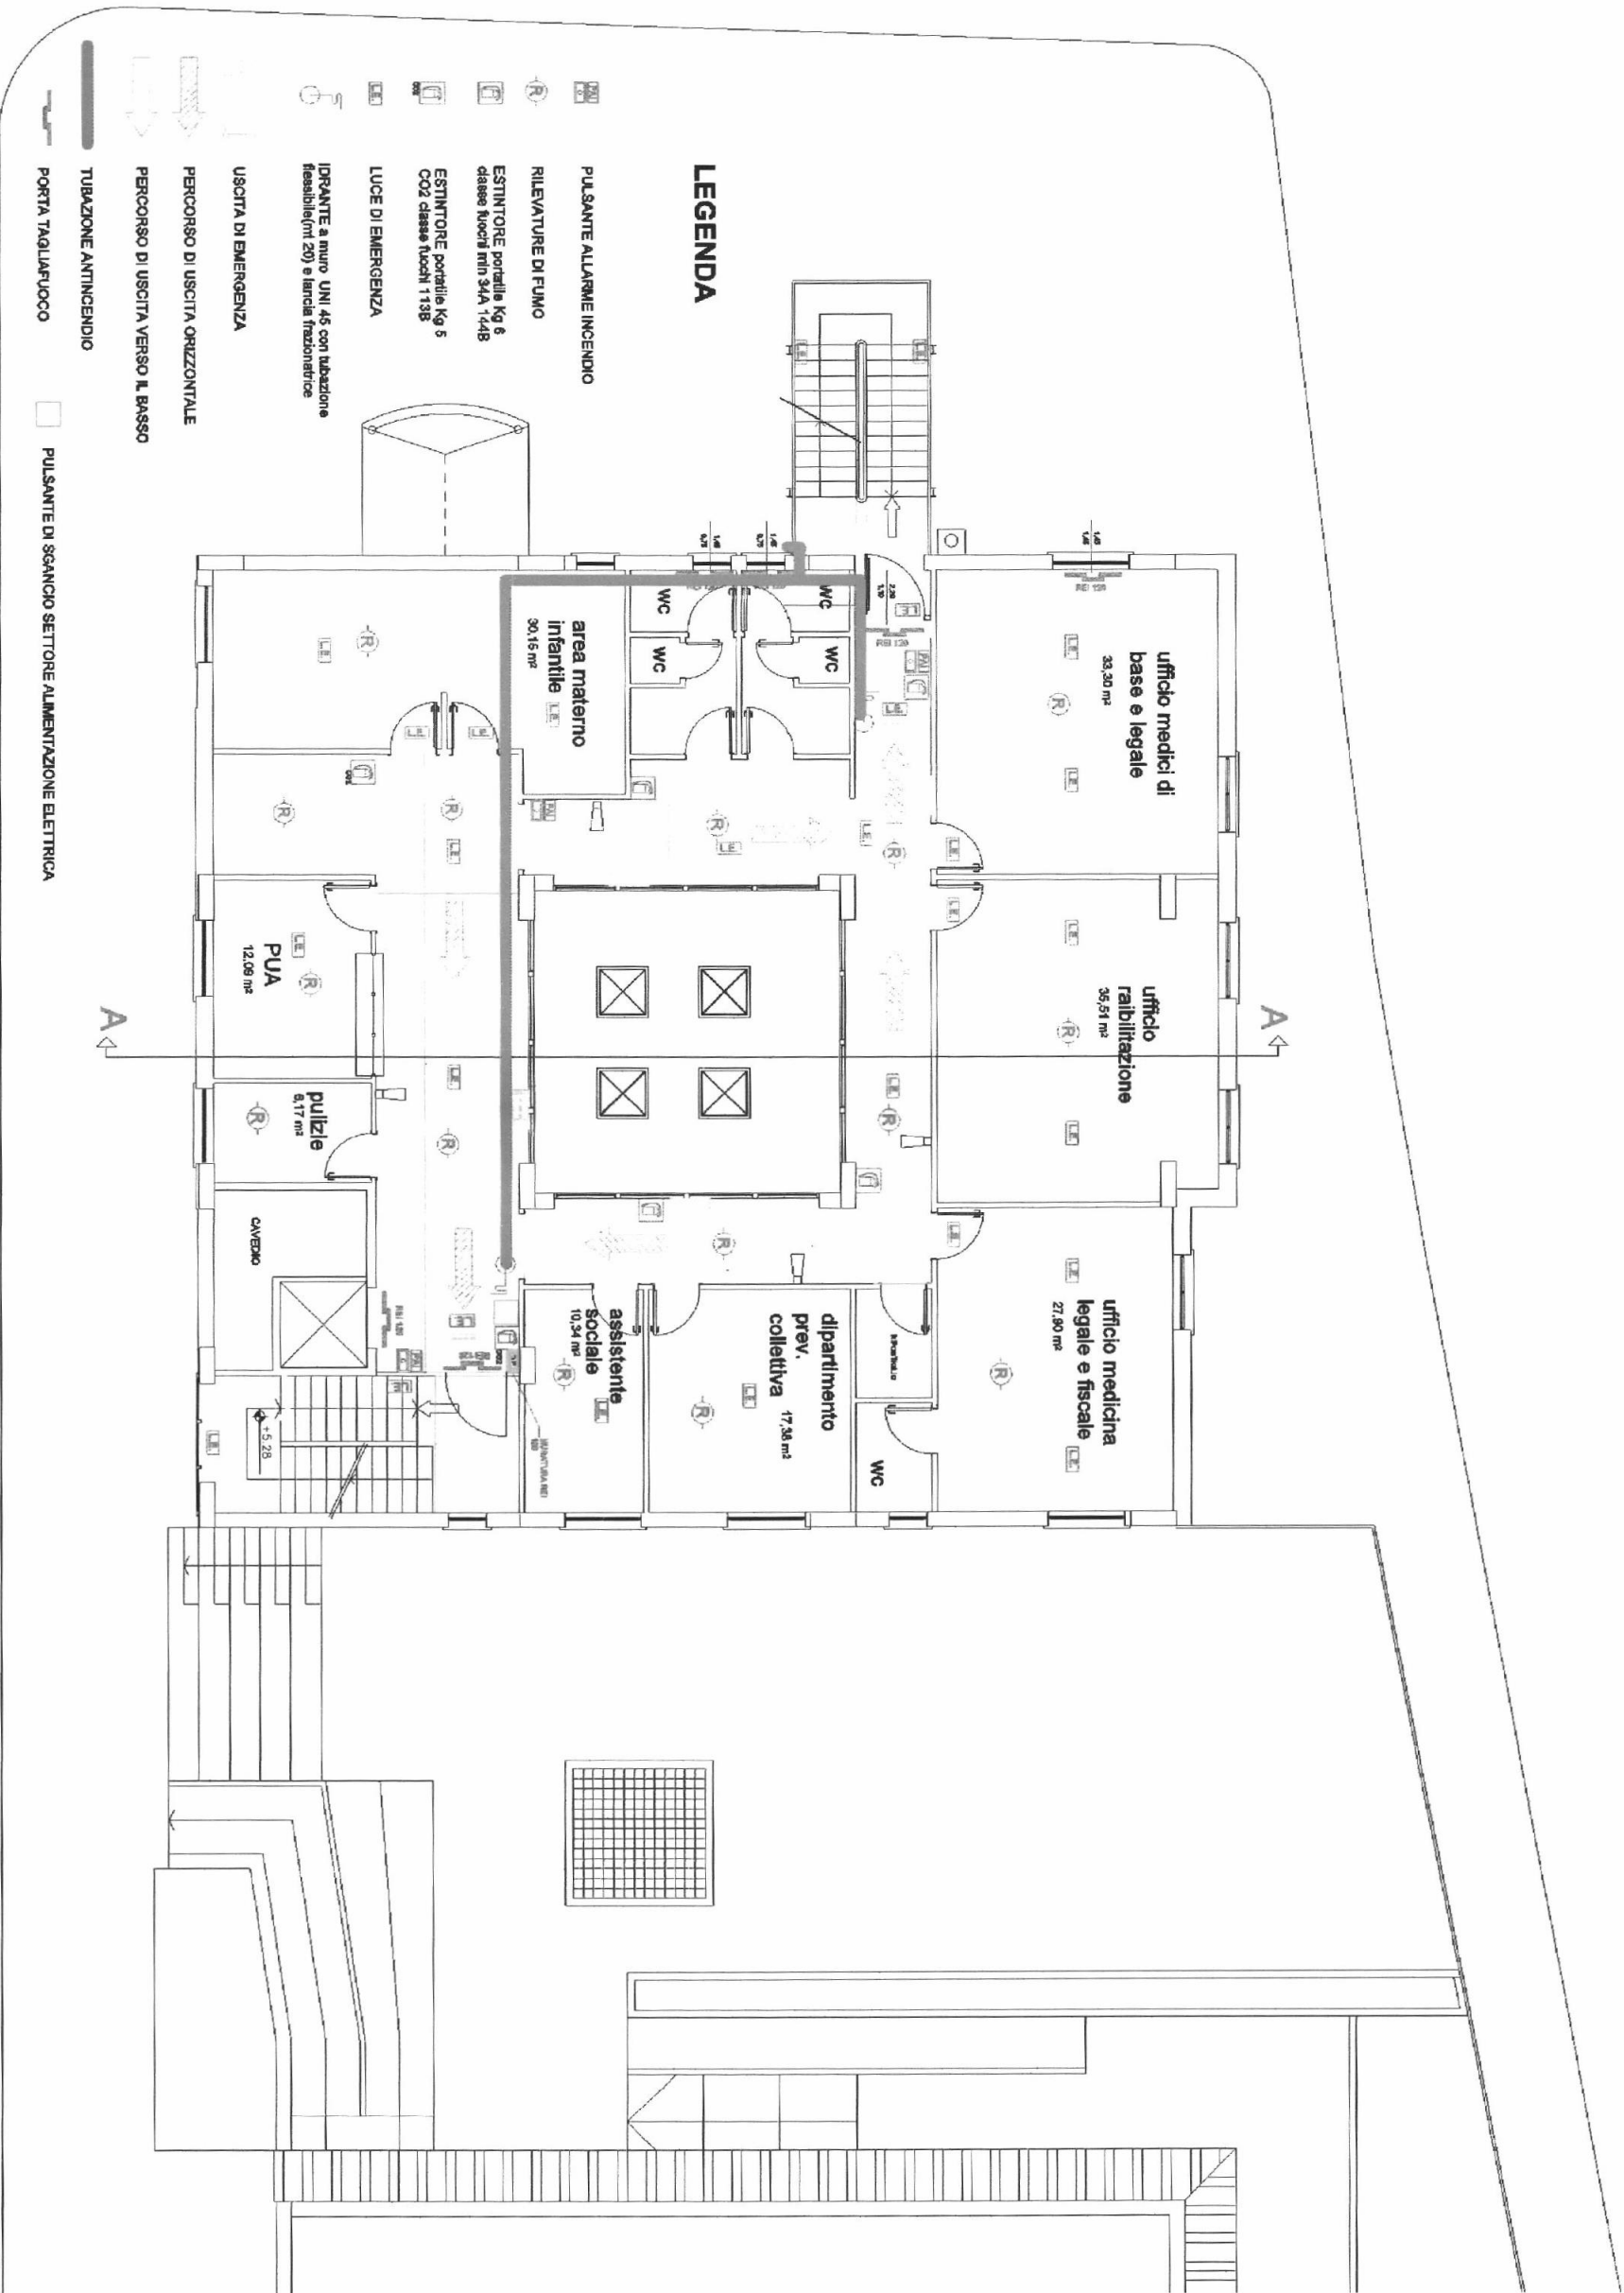 LEGENDA
PAI
PULSANTE ALLARME INCENDIO
R
RILEVATURE DI FUMO
ESTINTORE portatile Kg 6
classe fuochi min 34A 144B
CO2
ESTINTORE portatile Kg 5
CO2 classe fuochi 113B
L.E.
LUCE DI EMERGENZA
IDRANTE a muro UNI 45 con tubazione
flessibile(mt 20) e lancia frazionatrice
USCITA DI EMERGENZA
PERCORSO DI USCITA ORIZZONTALE
PERCORSO DI USCITA VERSO IL BASSO
TUBAZIONE ANTINCENDIO
PORTA TAGLIAFUOCO
PULSANTE DI SGANCIO SETTORE ALIMENTAZIONE ELETTRICA
ufficio medici di
base e legale
33,30 m²
ufficio
raibilitazione
35,51 m²
ufficio medicina
legale e fiscale
27,90 m²
A
A
WC
WC
WC
WC
WC
area materno
infantile
30,16 m²
dipartimento
prev.
collettiva 17,38 m²
assistente
sociale
10,34 m²
PUA
12,09 m²
pulizie
6,17 m²
CAVEDIO
REI 120
+5.28